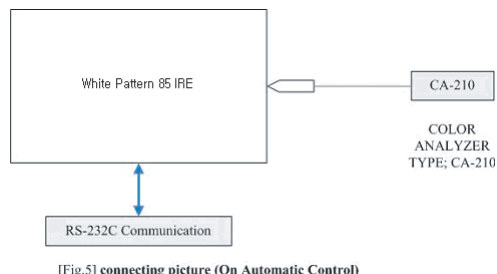 White Pattern 85 IRE
CA-210
COLOR
ANALYZER
TYPE; CA-210
RS-232C Communication
[Fig.5] connecting picture (On Automatic Control)